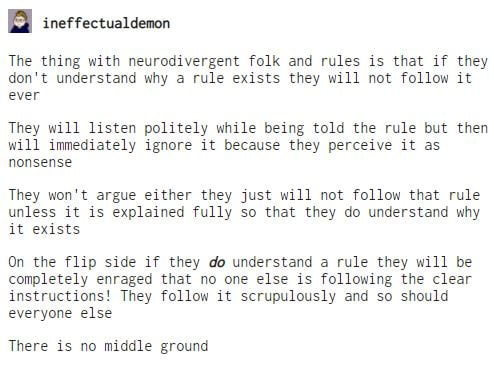 ineffectualdemon
The thing with neurodivergent folk and rules is that if they
don't understand why a rule exists they will not follow it
ever
They will listen politely while being told the rule but then
will immediately ignore it because they perceive it as
nonsense
They won't argue either they just will not follow that rule
unless it is explained fully so that they do understand why
it exists
On the flip side if they do understand a rule they will be
completely enraged that no one else is following the clear
instructions! They follow it scrupulously and so should
everyone else
There is no middle ground